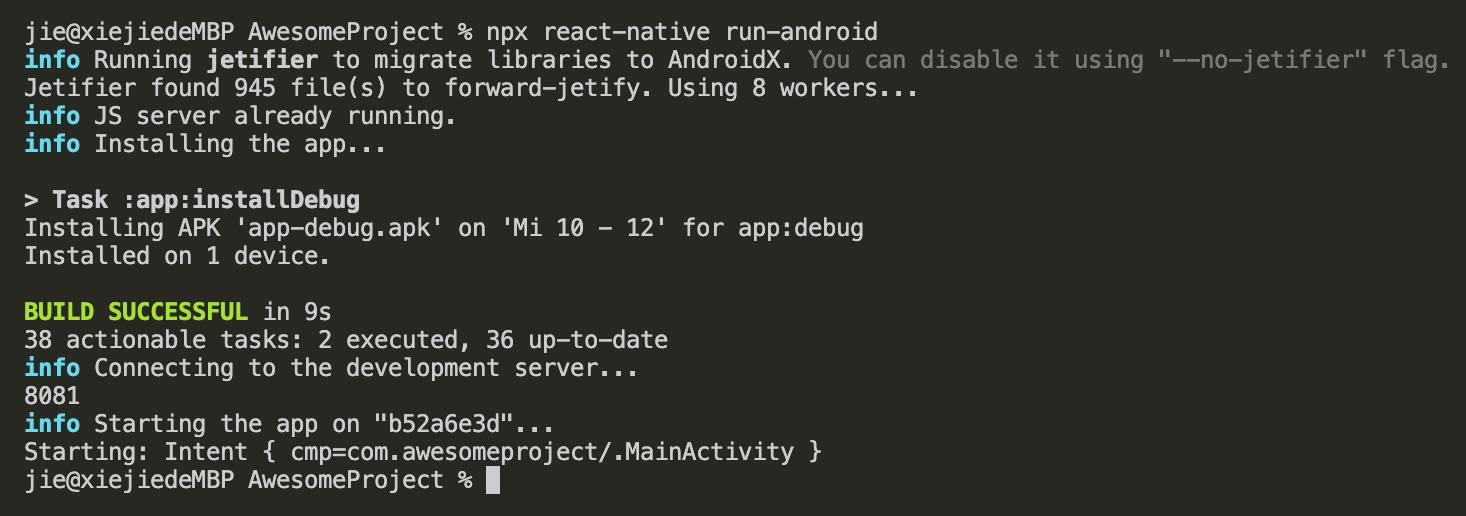 jie@xiejiedeMBP AwesomeProject % npx react-native run-android
info Running jetifier to migrate libraries to AndroidX. You can disable it using "--no-jetifier" flag.
Jetifier found 945 file(s) to forward-jetify. Using 8 workers...
info JS server already running.
info Installing the app...
> Task :app:installDebug
Installing APK 'app-debug.apk' on 'Mi 10 - 12' for app:debug
Installed on 1 device.
BUILD SUCCESSFUL in 9s
38 actionable tasks: 2 executed, 36 up-to-date
info Connecting to the development server...
8081
info Starting the app on "b52a6e3d"...
Starting: Intent { cmp=com.awesomeproject/.MainActivity }
jie@xiejiedeMBP AwesomeProject %